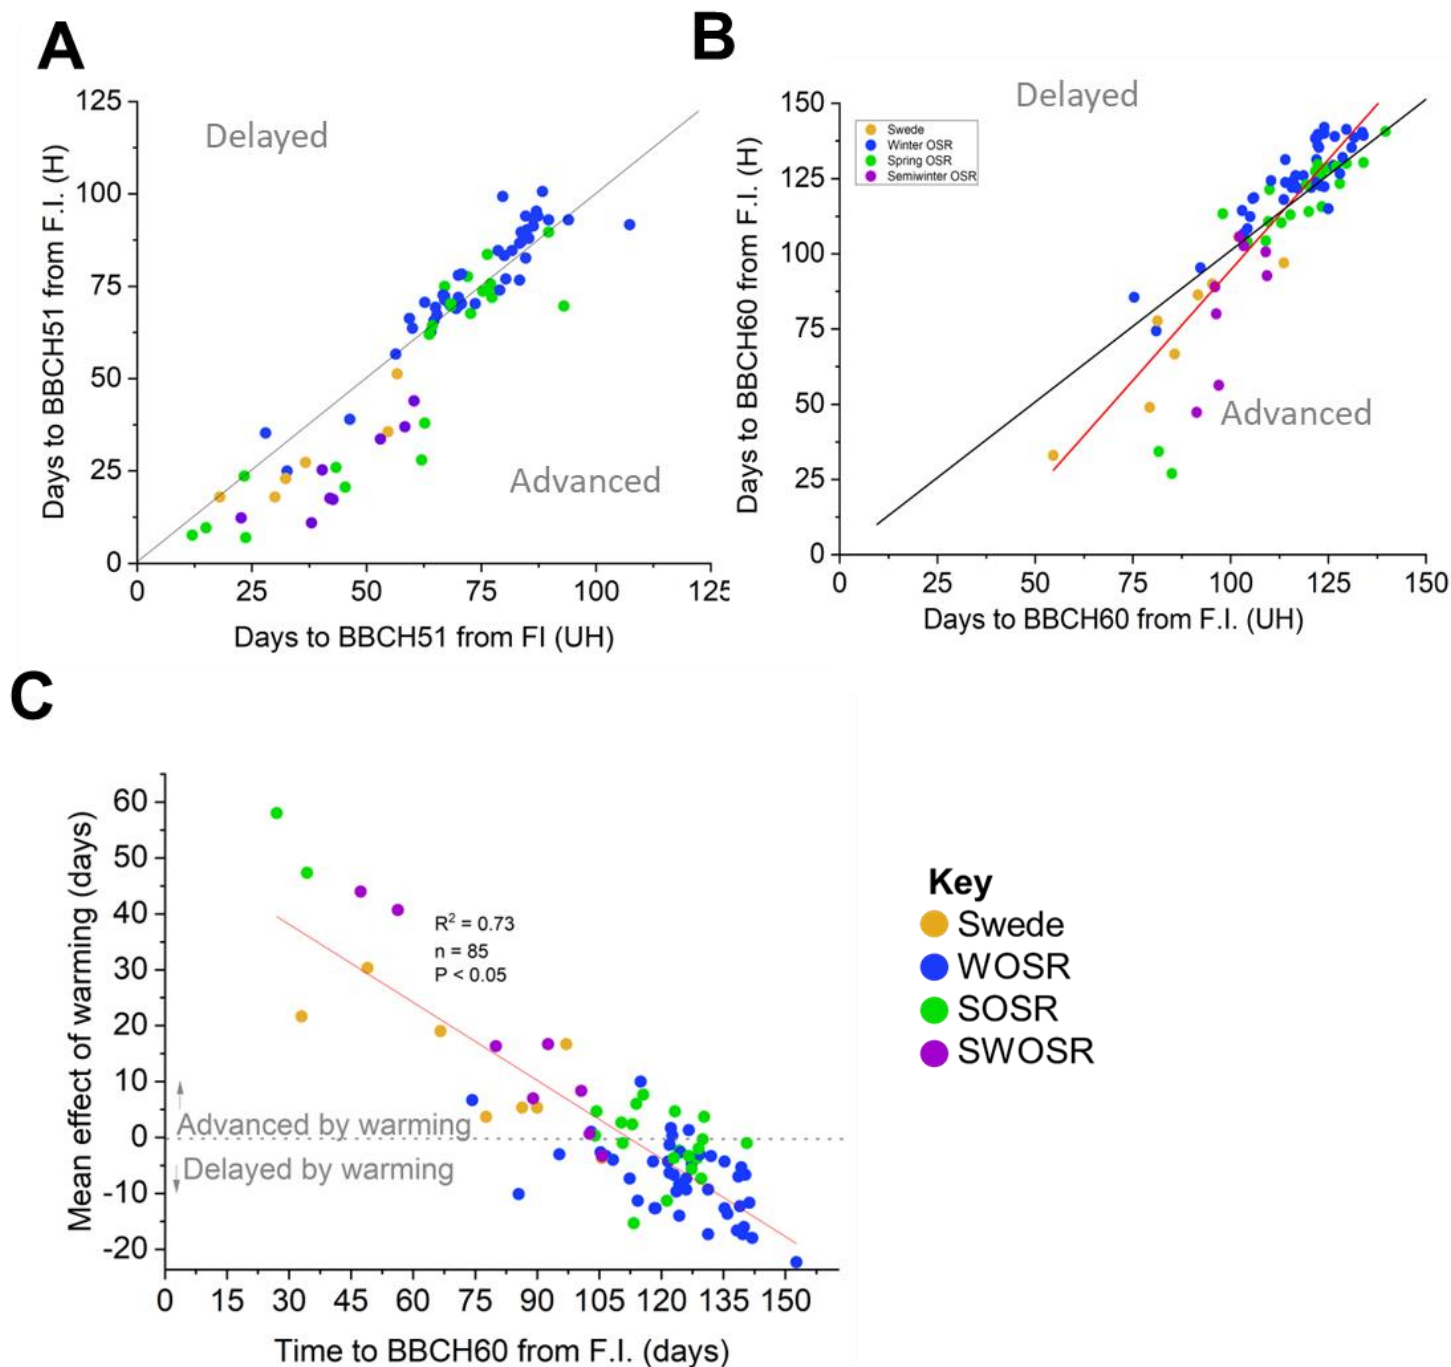 A
Delayed
125
100
75
50
25
0
Days to BBCH51 from F.I. (H)
Advanced
0 25 50 75 100 125
Days to BBCH51 from FI (UH)
B
Delayed
150
125
100
75
50
25
0
Days to BBCH60 from F.I. (H)
Swede
Winter OSR
Spring OSR
Semiwinter OSR
Advanced
0 25 50 75 100 125 150
Days to BBCH60 from F.I. (UH)
C
60
50
40
30
20
10
0
-10
-20
Mean effect of warming (days)
R² = 0.73
n = 85
P < 0.05
Advanced by warming
Delayed by warming
0 15 30 45 60 75 90 105 120 135 150
Time to BBCH60 from F.I. (days)
Key
Swede
WOSR
SOSR
SWOSR